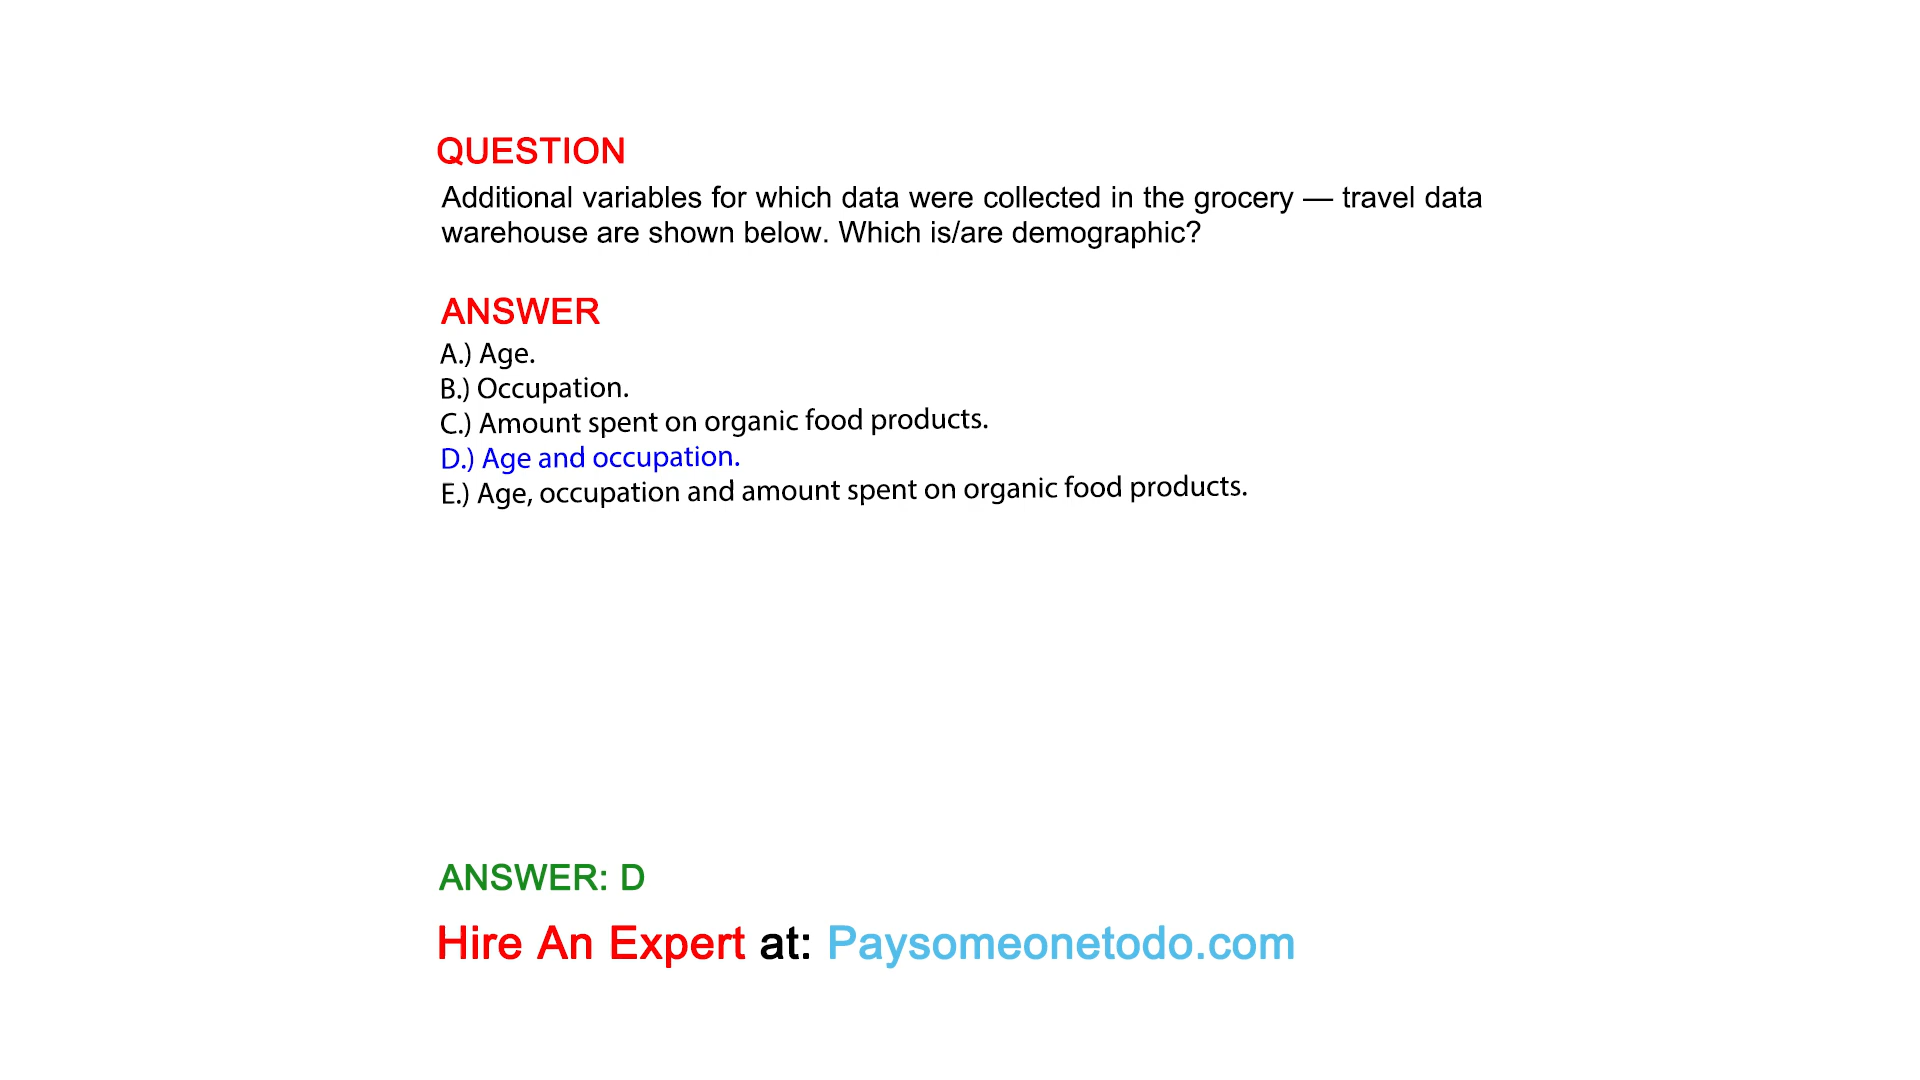 QUESTION
Additional variables for which data were collected in the grocery — travel data
warehouse are shown below. Which is/are demographic?
ANSWER
A.) Age.
B.) Occupation.
C.) Amount spent on organic food products.
D.) Age and occupation.
E.) Age, occupation and amount spent on organic food products.
ANSWER: D
Hire An Expert at: Paysomeonetodo.com